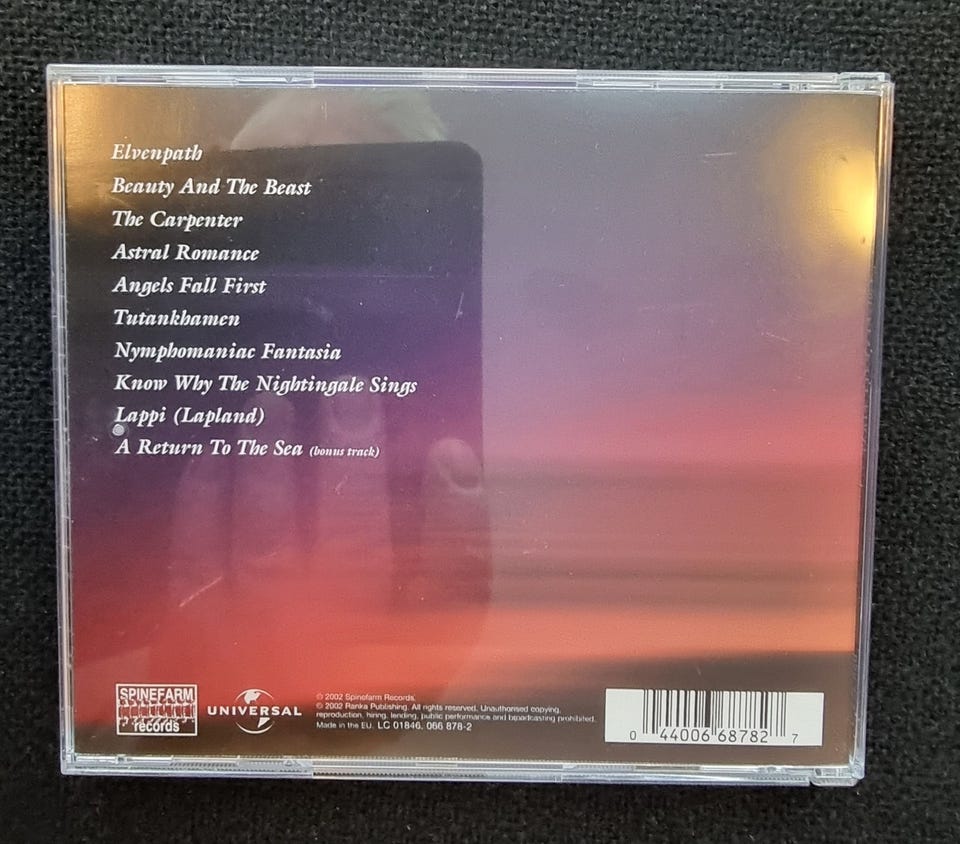 Elvenpath
Beauty And The Beast
The Carpenter
Astral Romance
Angels Fall First
Tutankhamen
Nymphomaniac Fantasia
Know Why The Nightingale Sings
Lappi (Lapland)
A Return To The Sea (bonus track)
SPINEFARM
records
UNIVERSAL
℗ 2002 Spinefarm Records.
© 2002 Ranka Publishing. All rights reserved. Unauthorised copying,
reproduction, hiring, lending, public performance and broadcasting prohibited.
Made in the EU. LC 01846. 066 878-2
0 44006 68782 7